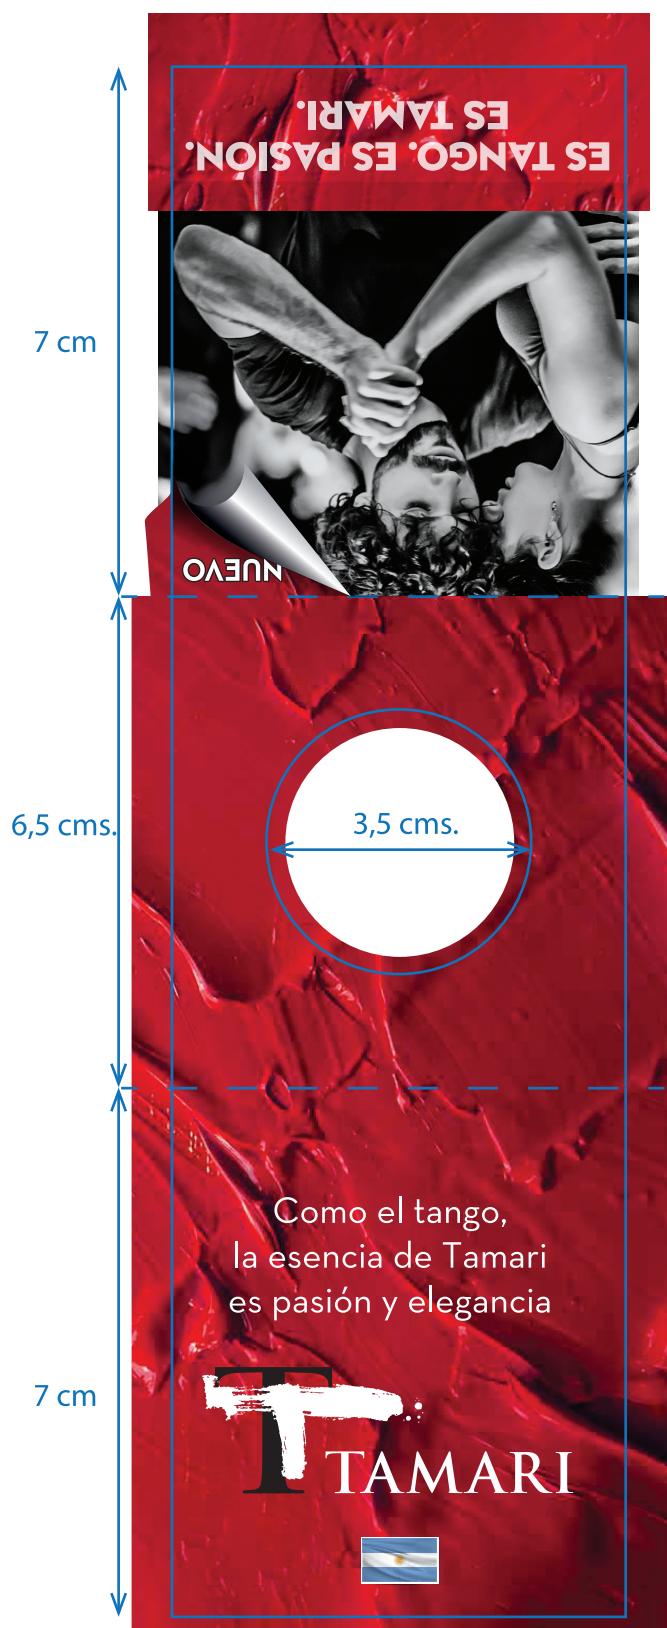 ES TANGO. ES PASIÓN.
ES TAMARI.
7 cm
NUEVO
6,5 cms.
3,5 cms.
Como el tango,
la esencia de Tamari
es pasión y elegancia
7 cm
T
TAMARI